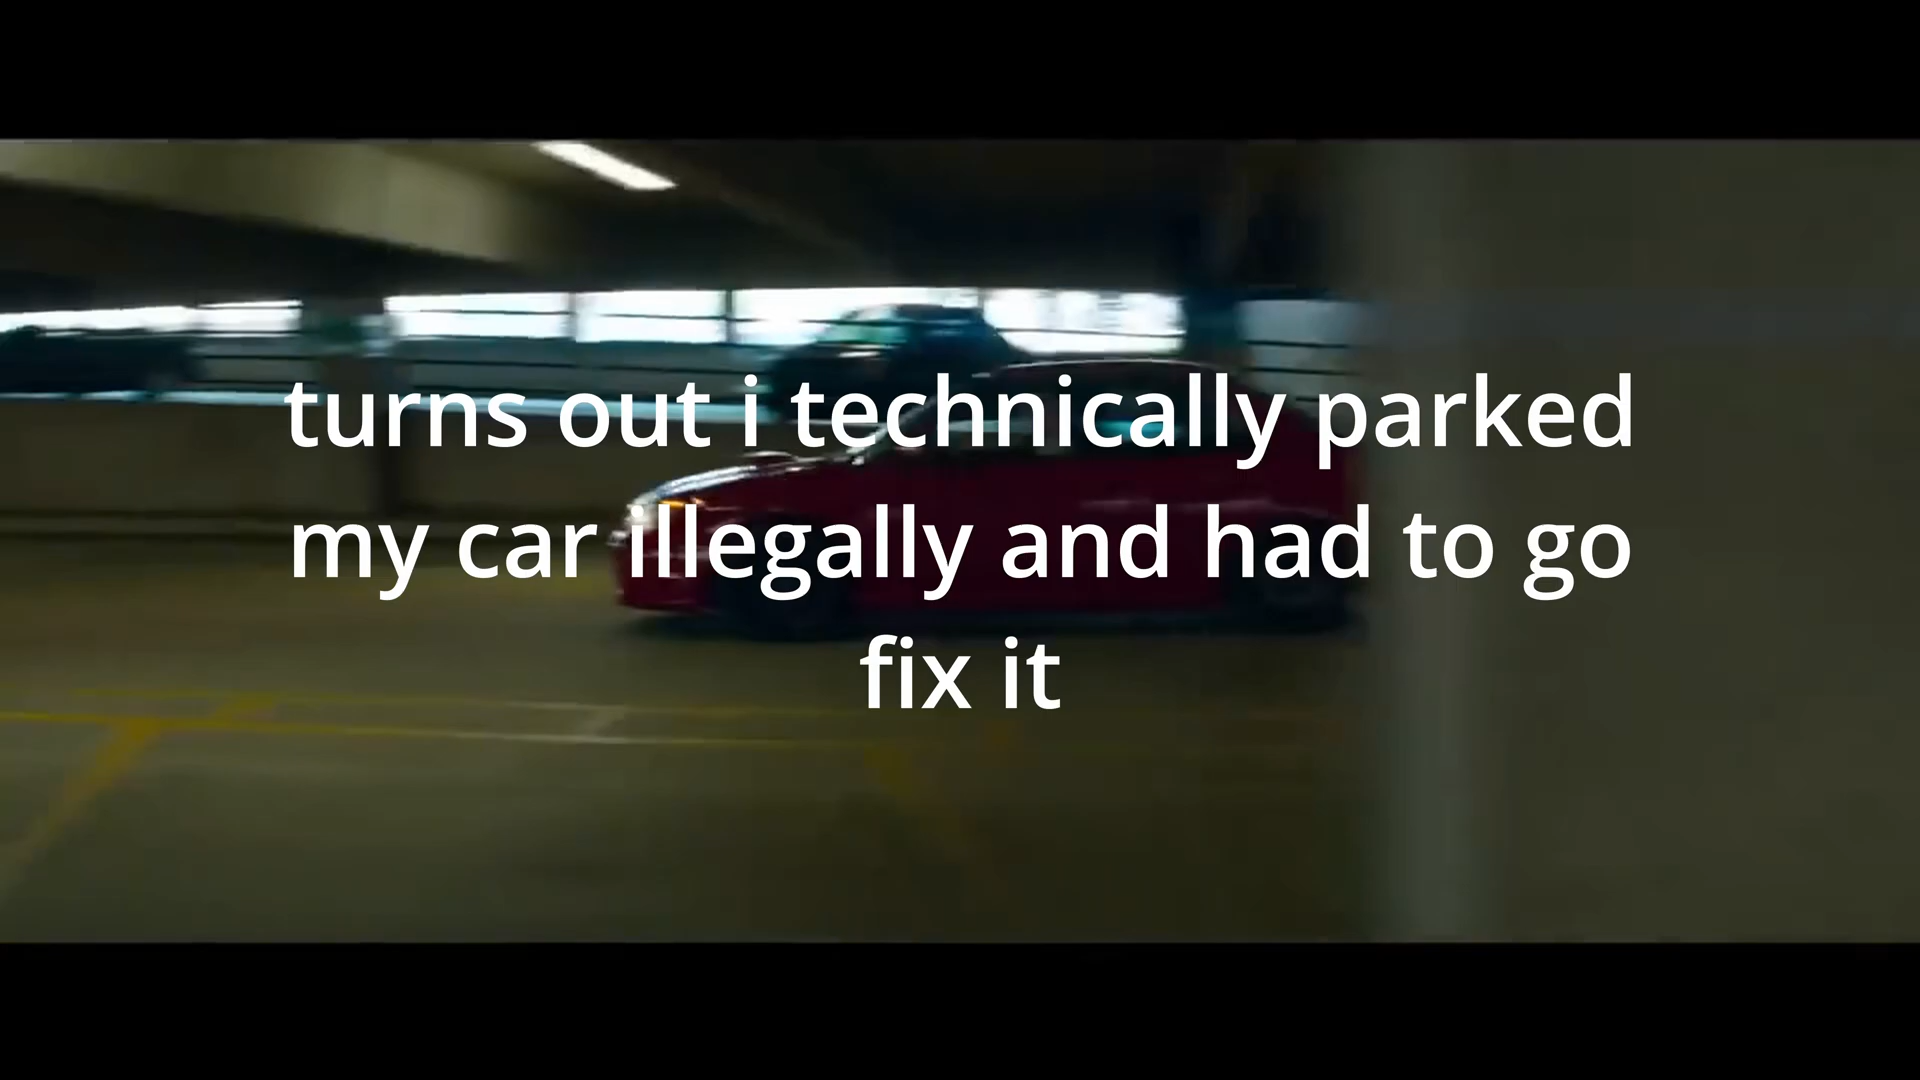 turns out i technically parked
my car illegally and had to go
fix it